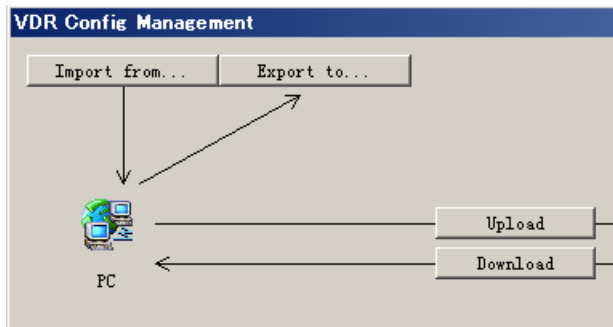 VDR Config Management
Import from... Export to...
Upload
Download
PC